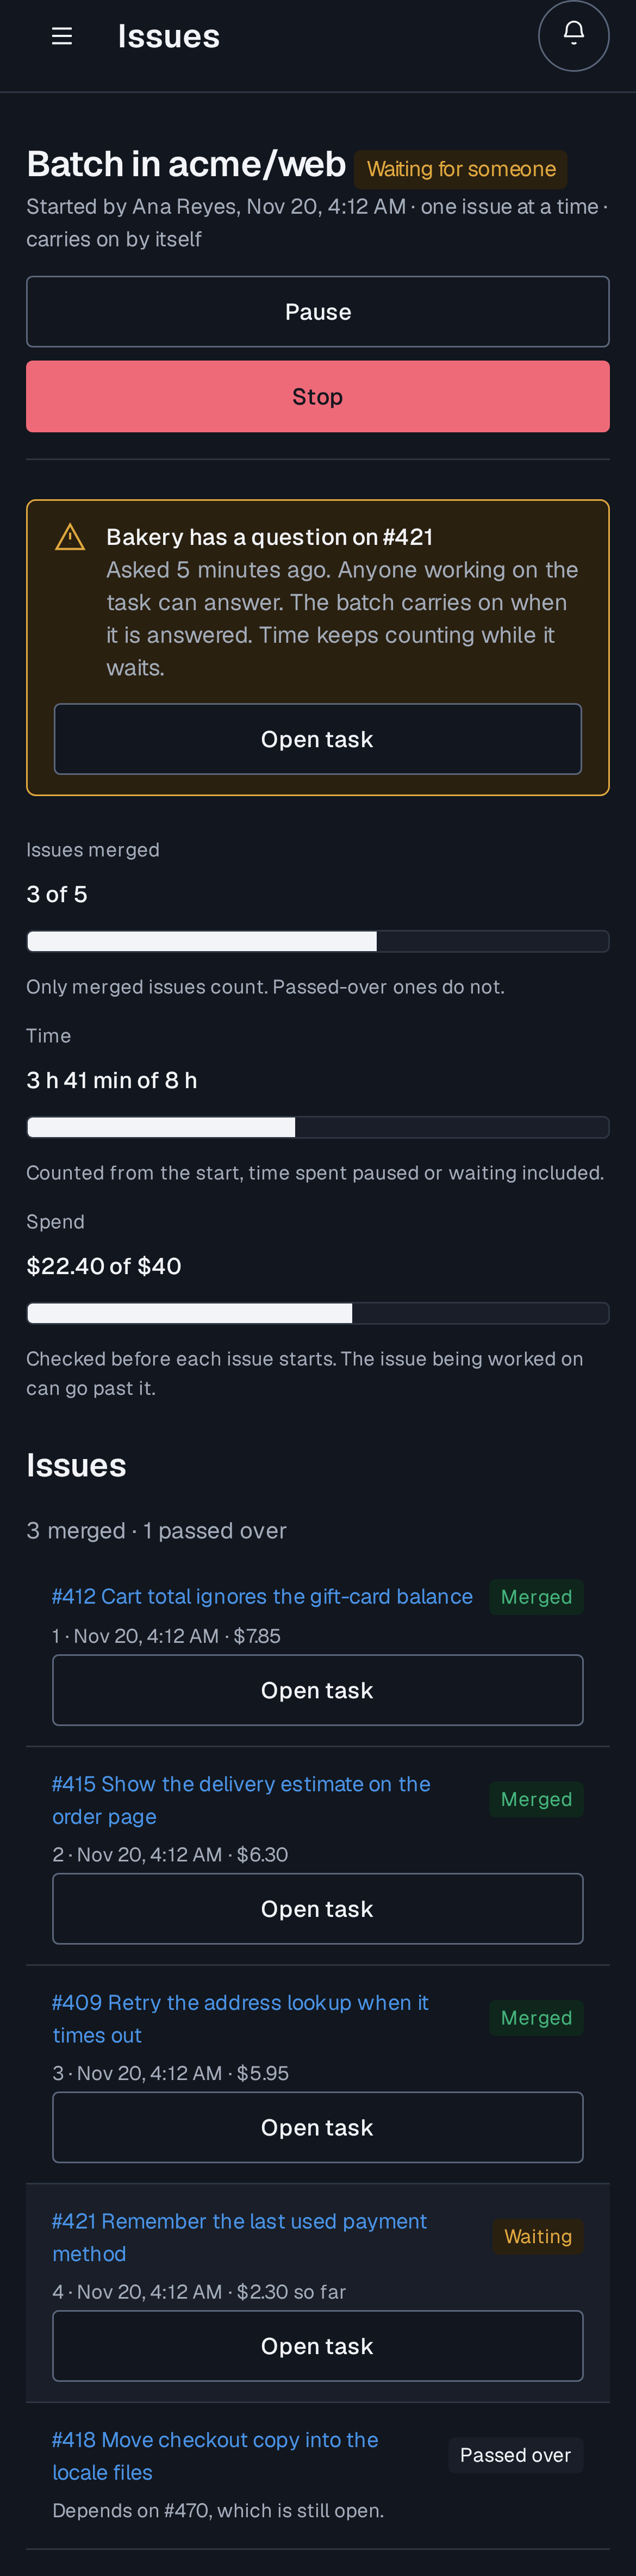 Issues
Batch in acme/web Waiting for someone
Started by Ana Reyes, Nov 20, 4:12 AM · one issue at a time ·
carries on by itself
Pause
Stop
Bakery has a question on #421
Asked 5 minutes ago. Anyone working on the
task can answer. The batch carries on when
it is answered. Time keeps counting while it
waits.
Open task
Issues merged
3 of 5
Only merged issues count. Passed-over ones do not.
Time
3 h 41 min of 8 h
Counted from the start, time spent paused or waiting included.
Spend
$22.40 of $40
Checked before each issue starts. The issue being worked on
can go past it.
Issues
3 merged · 1 passed over
#412 Cart total ignores the gift-card balance Merged
1 · Nov 20, 4:12 AM · $7.85
Open task
#415 Show the delivery estimate on the
order page
Merged
2 · Nov 20, 4:12 AM · $6.30
Open task
#409 Retry the address lookup when it
times out
Merged
3 · Nov 20, 4:12 AM · $5.95
Open task
#421 Remember the last used payment
method
Waiting
4 · Nov 20, 4:12 AM · $2.30 so far
Open task
#418 Move checkout copy into the
locale files
Passed over
Depends on #470, which is still open.